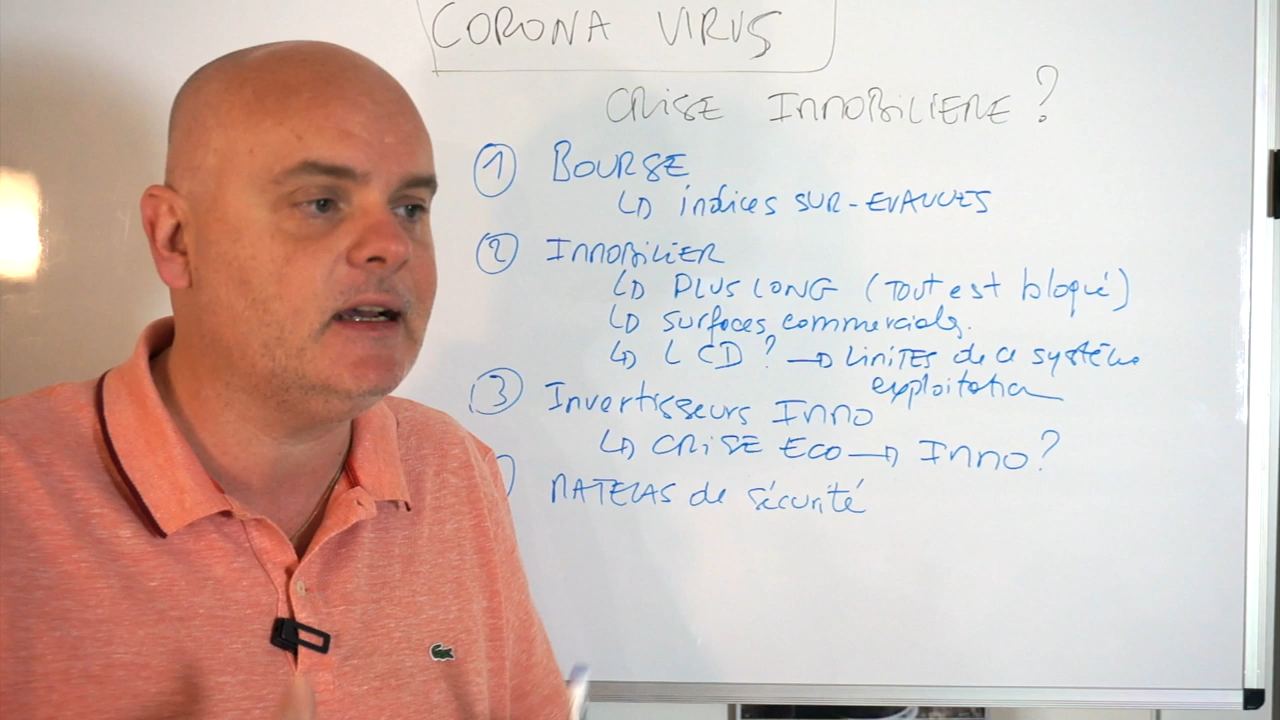 CORONA VIRUS
CRISE IMMOBILIERE ?
① BOURSE
↳ indices SUR-EVALUES
② IMMOBILIER
↳ PLUS LONG (Tout est bloqué)
↳ surfaces commerciales.
↳ LCD ? → LIMITES de ce système
exploitation
③ Investisseurs IMMO
↳ CRISE ECO → IMMO ?
MATELAS de sécurité